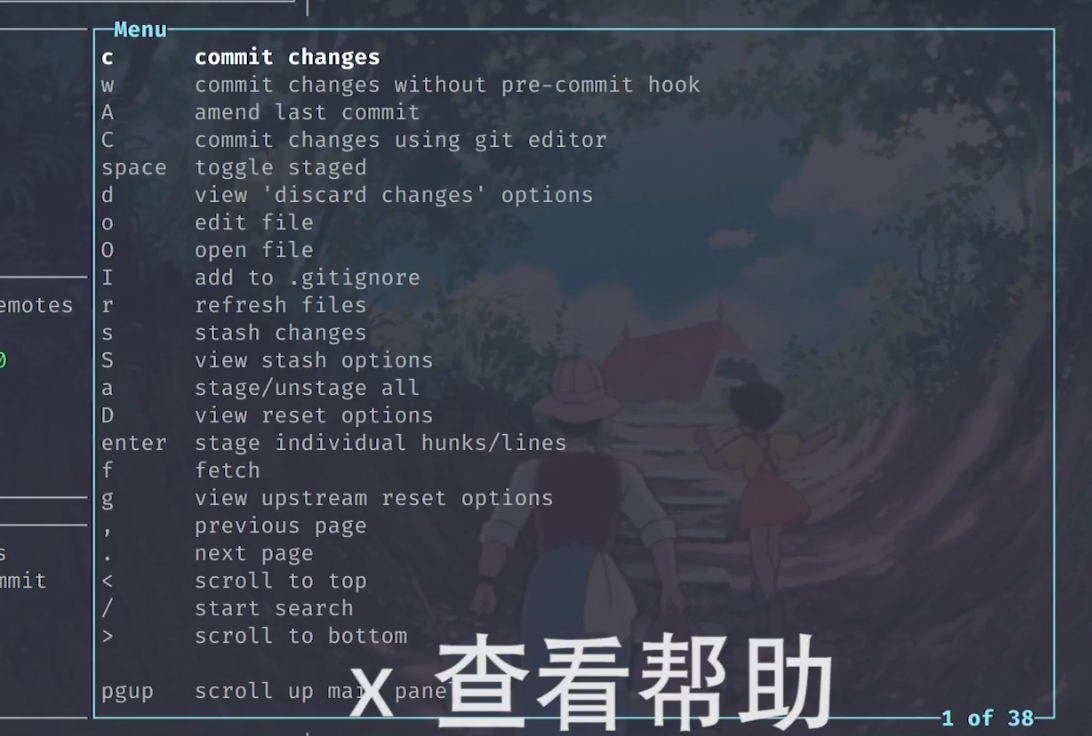 Menu
c commit changes
w commit changes without pre-commit hook
A amend last commit
C commit changes using git editor
space toggle staged
d view 'discard changes' options
o edit file
O open file
I add to .gitignore
emotes
r refresh files
s stash changes
0
S view stash options
a stage/unstage all
D view reset options
enter stage individual hunks/lines
f fetch
g view upstream reset options
, previous page
s
. next page
mmit
< scroll to top
/ start search
> scroll to bottom
pgup scroll up main pane
x 查看帮助
1 of 38